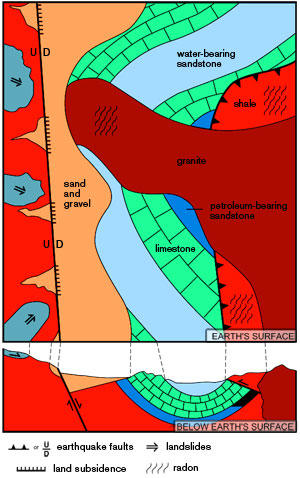 water-bearing
sandstone
U D
shale
granite
sand
and
gravel
petroleum-bearing
sandstone
U D
limestone
EARTH'S SURFACE
BELOW EARTH'S SURFACE
or U/D earthquake faults
landslides
land subsidence
radon